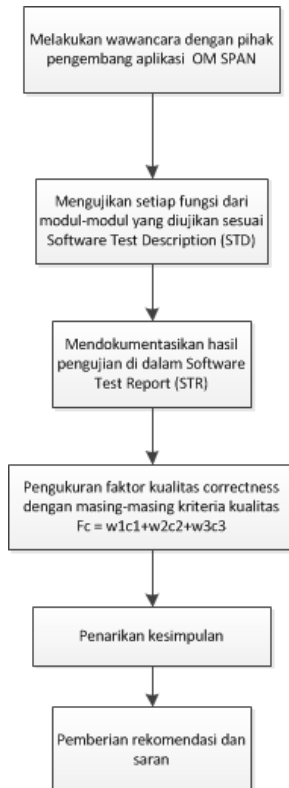 Melakukan wawancara dengan pihak
pengembang aplikasi OM SPAN
Mengujikan setiap fungsi dari
modul-modul yang diujikan sesuai
Software Test Description (STD)
Mendokumentasikan hasil
pengujian di dalam Software
Test Report (STR)
Pengukuran faktor kualitas correctness
dengan masing-masing kriteria kualitas
Fc = w1c1+w2c2+w3c3
Penarikan kesimpulan
Pemberian rekomendasi dan
saran